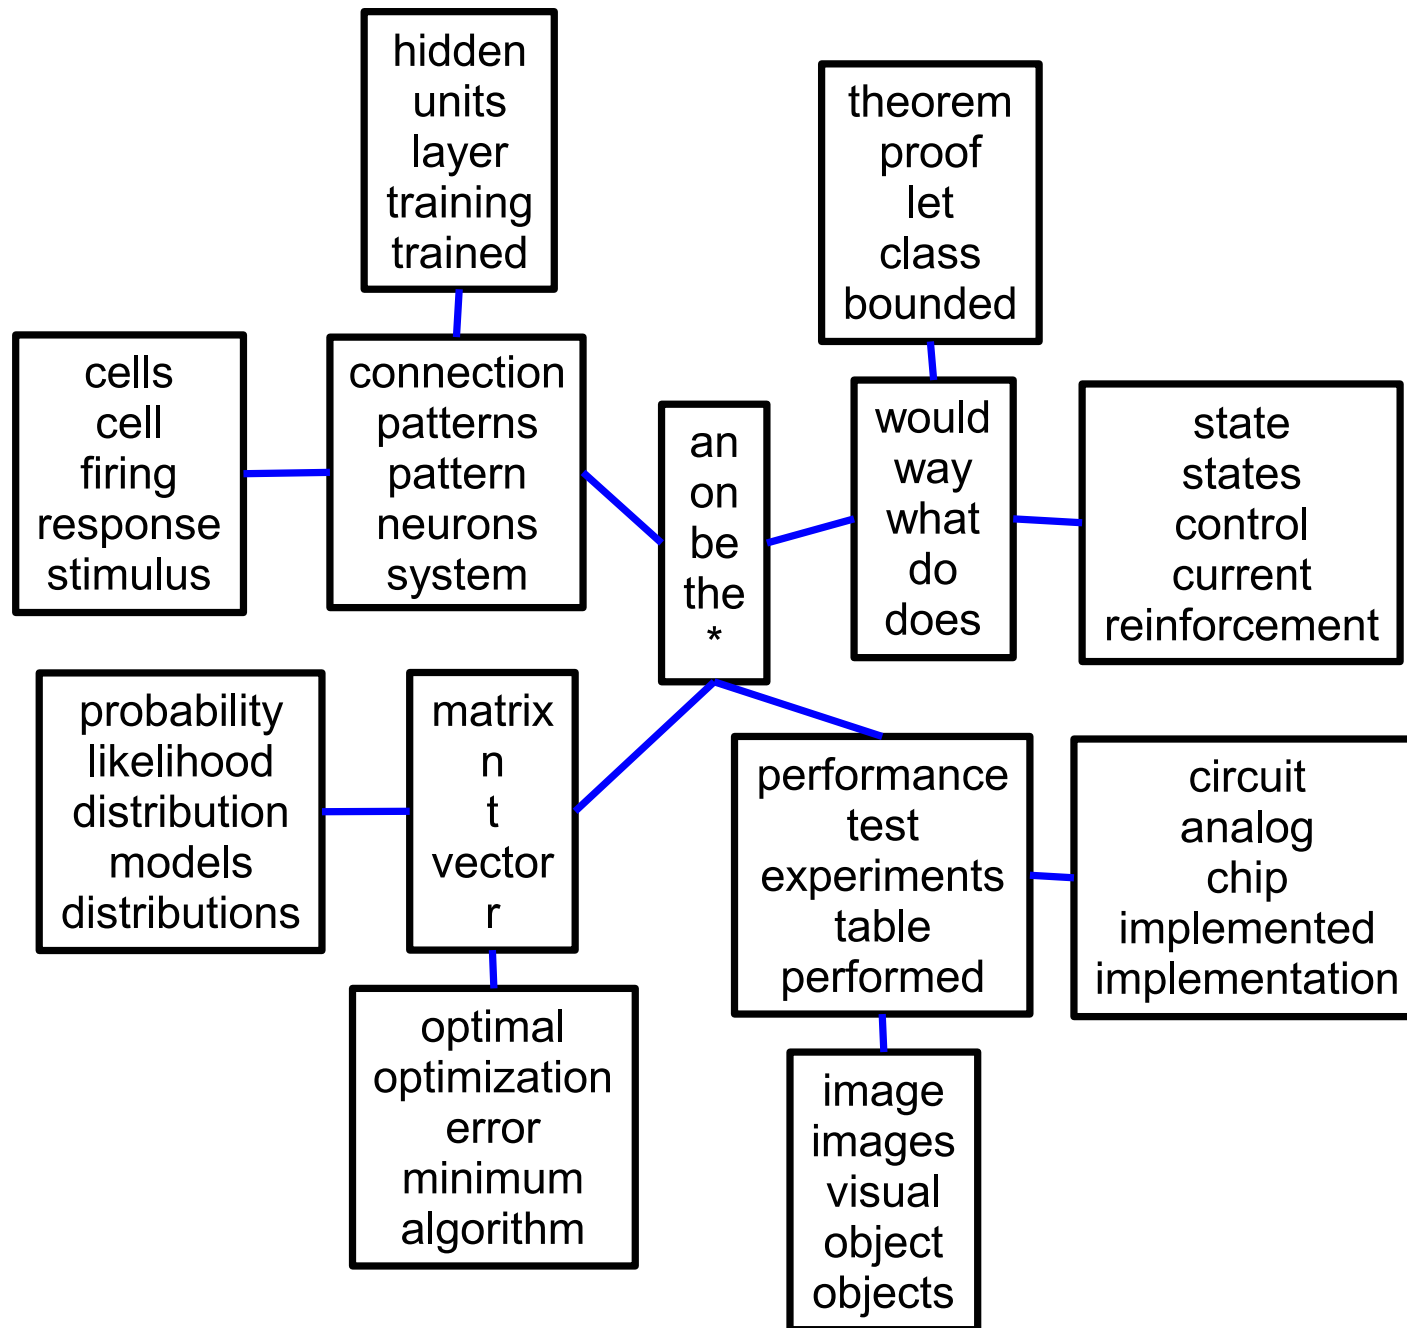 hidden
units
layer
training
trained
theorem
proof
let
class
bounded
cells
cell
firing
response
stimulus
connection
patterns
pattern
neurons
system
an
on
be
the
*
would
way
what
do
does
state
states
control
current
reinforcement
probability
likelihood
distribution
models
distributions
matrix
n
t
vector
r
performance
test
experiments
table
performed
circuit
analog
chip
implemented
implementation
optimal
optimization
error
minimum
algorithm
image
images
visual
object
objects